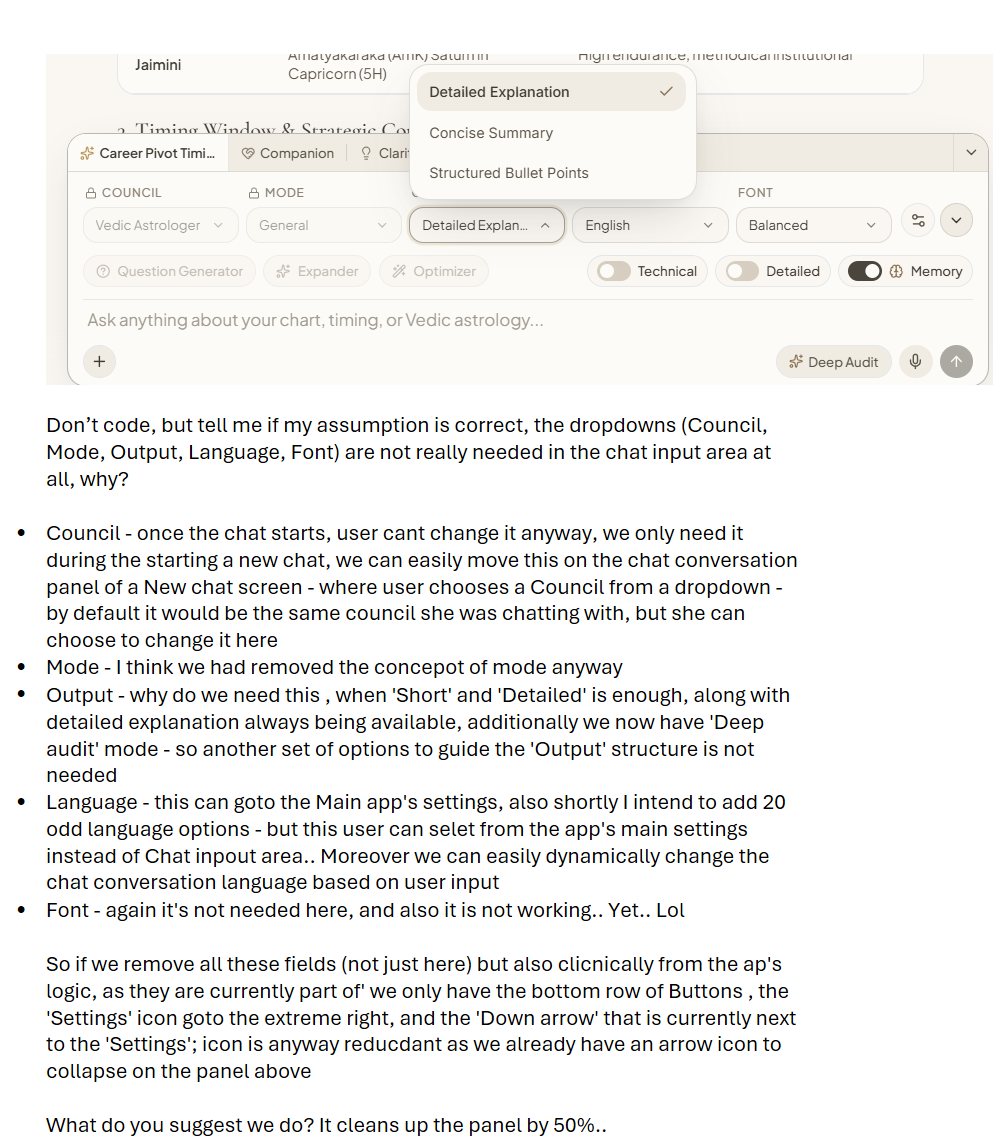 Jaimini
Amatyakaraka (AmK) Saturn in
Capricorn (5H)
High endurance, methodical institutional
Detailed Explanation
Concise Summary
Structured Bullet Points
Timing Window & Strategic
Career Pivot Timi...
Companion
COUNCIL
MODE
FONT
Vedic Astrologer
General
Detailed Explan...
English
Balanced
Question Generator
Expander
Optimizer
Technical
Detailed
Memory
Ask anything about your chart, timing, or Vedic astrology...
+
Deep Audit
Don’t code, but tell me if my assumption is correct, the dropdowns (Council,
Mode, Output, Language, Font) are not really needed in the chat input area at
all, why?
• Council - once the chat starts, user cant change it anyway, we only need it
during the starting a new chat, we can easily move this on the chat conversation
panel of a New chat screen - where user chooses a Council from a dropdown -
by default it would be the same council she was chatting with, but she can
choose to change it here
• Mode - I think we had removed the concepot of mode anyway
• Output - why do we need this , when 'Short' and 'Detailed' is enough, along with
detailed explanation always being available, additionally we now have 'Deep
audit' mode - so another set of options to guide the 'Output' structure is not
needed
• Language - this can goto the Main app's settings, also shortly I intend to add 20
odd language options - but this user can selet from the app's main settings
instead of Chat inpout area.. Moreover we can easily dynamically change the
chat conversation language based on user input
• Font - again it's not needed here, and also it is not working.. Yet.. Lol
So if we remove all these fields (not just here) but also clicnically from the ap's
logic, as they are currently part of' we only have the bottom row of Buttons , the
'Settings' icon goto the extreme right, and the 'Down arrow' that is currently next
to the 'Settings'; icon is anyway reducdant as we already have an arrow icon to
collapse on the panel above
What do you suggest we do? It cleans up the panel by 50%..